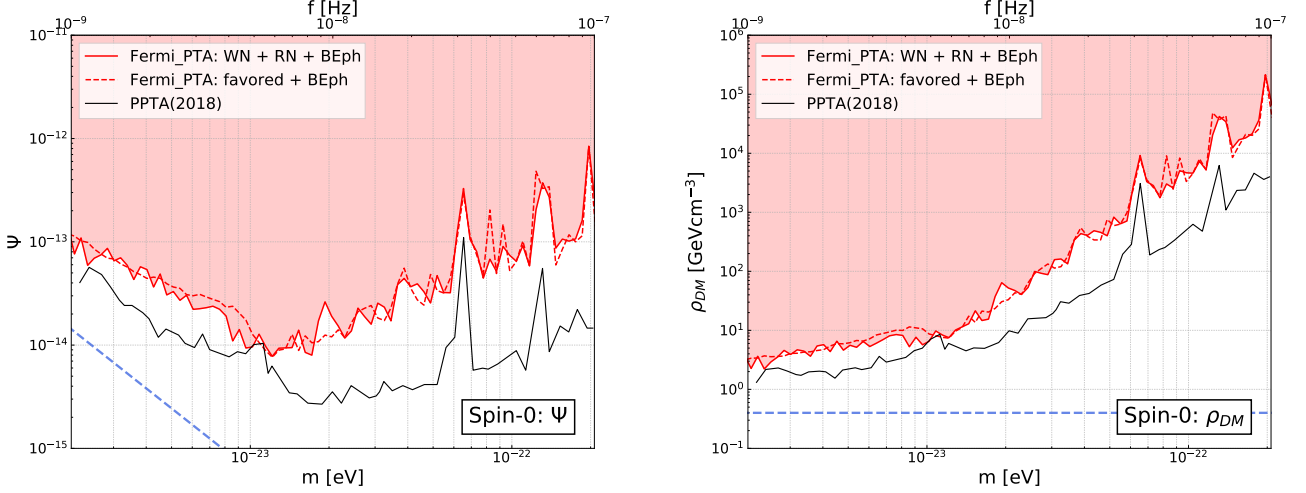 f [Hz]
10⁻⁹ 10⁻⁸ 10⁻⁷
10⁻¹¹
10⁻¹²
10⁻¹³
10⁻¹⁴
10⁻¹⁵
Ψ
Fermi_PTA: WN + RN + BEph
Fermi_PTA: favored + BEph
PPTA(2018)
Spin-0: Ψ
10⁻²³ 10⁻²²
m [eV]
f [Hz]
10⁻⁹ 10⁻⁸ 10⁻⁷
10⁶
10⁵
10⁴
10³
10²
10¹
10⁰
10⁻¹
ρ_DM [GeVcm⁻³]
Fermi_PTA: WN + RN + BEph
Fermi_PTA: favored + BEph
PPTA(2018)
Spin-0: ρ_DM
10⁻²³ 10⁻²²
m [eV]